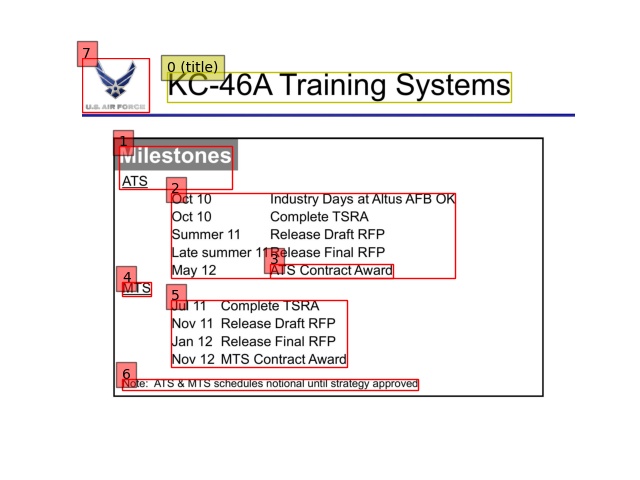 7
0 (title)
U.S. AIR FORCE
KC-46A Training Systems
1
Milestones
ATS
2
Oct 10 Industry Days at Altus AFB OK
Oct 10 Complete TSRA
Summer 11 Release Draft RFP
Late summer 11 Release Final RFP
3
May 12 ATS Contract Award
4
MTS
5
Jul 11 Complete TSRA
Nov 11 Release Draft RFP
Jan 12 Release Final RFP
Nov 12 MTS Contract Award
6
Note: ATS & MTS schedules notional until strategy approved